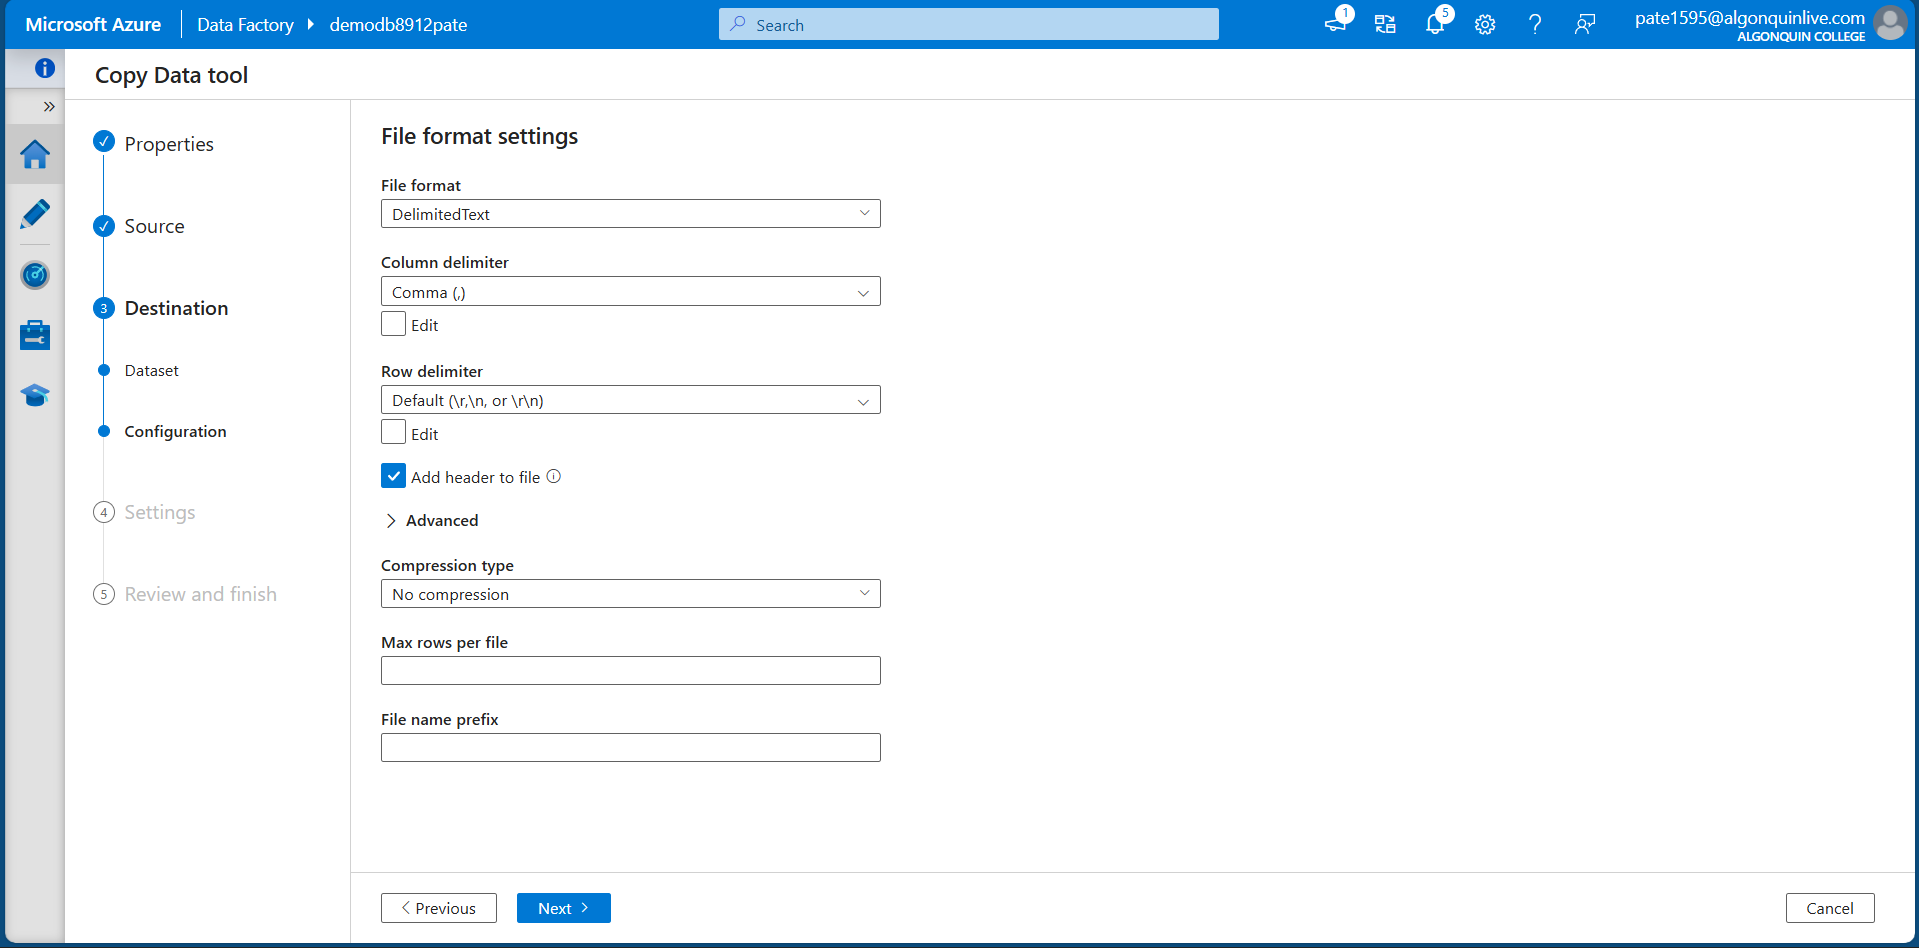 Microsoft Azure
Data Factory
demodb8912pate
Search
1
5
pate1595@algonquinlive.com
ALGONQUIN COLLEGE
Copy Data tool
Properties
Source
3 Destination
Dataset
Configuration
4 Settings
5 Review and finish
File format settings
File format
DelimitedText
Column delimiter
Comma (,)
Edit
Row delimiter
Default (\r,\n, or \r\n)
Edit
Add header to file
Advanced
Compression type
No compression
Max rows per file
File name prefix
Previous
Next
Cancel